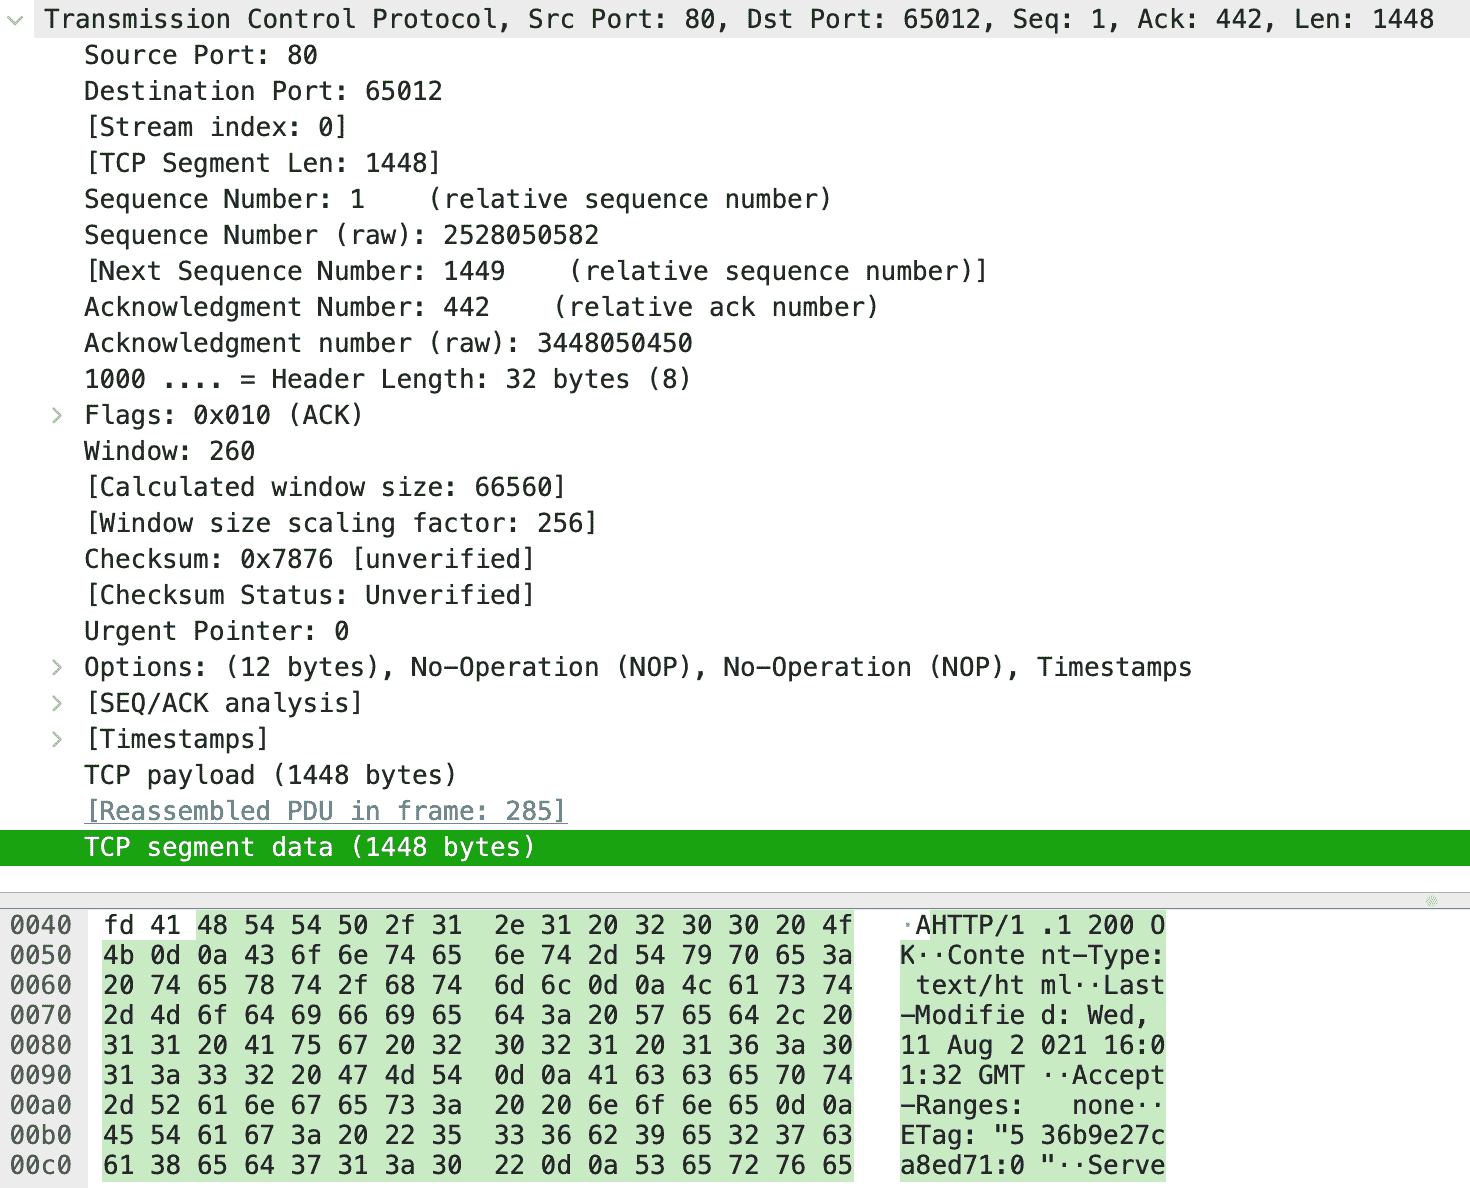 Transmission Control Protocol, Src Port: 80, Dst Port: 65012, Seq: 1, Ack: 442, Len: 1448
Source Port: 80
Destination Port: 65012
[Stream index: 0]
[TCP Segment Len: 1448]
Sequence Number: 1    (relative sequence number)
Sequence Number (raw): 2528050582
[Next Sequence Number: 1449    (relative sequence number)]
Acknowledgment Number: 442    (relative ack number)
Acknowledgment number (raw): 3448050450
1000 .... = Header Length: 32 bytes (8)
Flags: 0x010 (ACK)
Window: 260
[Calculated window size: 66560]
[Window size scaling factor: 256]
Checksum: 0x7876 [unverified]
[Checksum Status: Unverified]
Urgent Pointer: 0
Options: (12 bytes), No-Operation (NOP), No-Operation (NOP), Timestamps
[SEQ/ACK analysis]
[Timestamps]
TCP payload (1448 bytes)
[Reassembled PDU in frame: 285]
TCP segment data (1448 bytes)
0040 fd 41 48 54 54 50 2f 31  2e 31 20 32 30 30 20 4f   ·AHTTP/1 .1 200 O
0050 4b 0d 0a 43 6f 6e 74 65  6e 74 2d 54 79 70 65 3a   K··Conte nt-Type:
0060 20 74 65 78 74 2f 68 74  6d 6c 0d 0a 4c 61 73 74    text/ht ml··Last
0070 2d 4d 6f 64 69 66 69 65  64 3a 20 57 65 64 2c 20   -Modifie d: Wed,
0080 31 31 20 41 75 67 20 32  30 32 31 20 31 36 3a 30   11 Aug 2 021 16:0
0090 31 3a 33 32 20 47 4d 54  0d 0a 41 63 63 65 70 74   1:32 GMT ··Accept
00a0 2d 52 61 6e 67 65 73 3a  20 20 6e 6f 6e 65 0d 0a   -Ranges:   none··
00b0 45 54 61 67 3a 20 22 35  33 36 62 39 65 32 37 63   ETag: "5 36b9e27c
00c0 61 38 65 64 37 31 3a 30  22 0d 0a 53 65 72 76 65   a8ed71:0 "··Serve